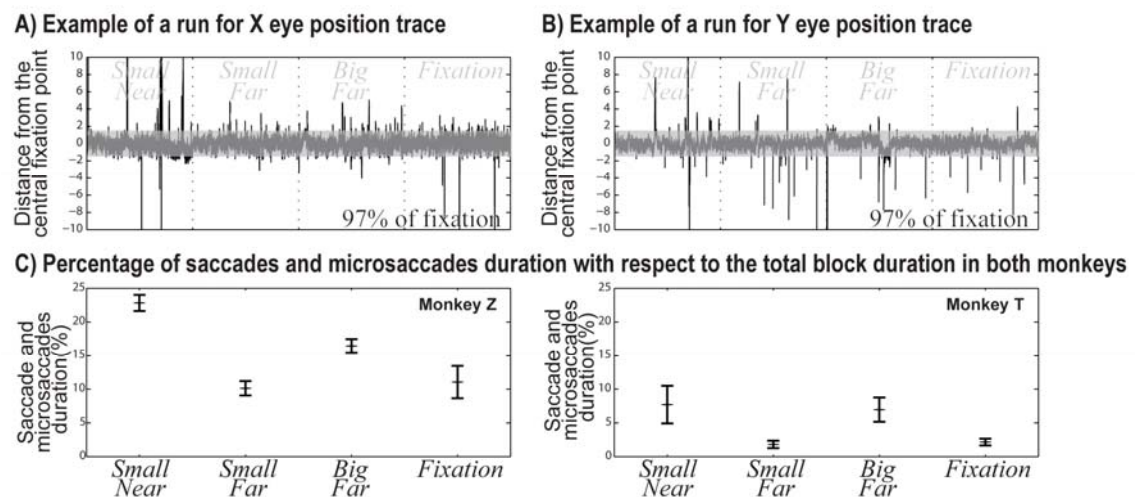 A) Example of a run for X eye position trace
Distance from the
central fixation point
10
8
6
4
2
0
−2
−4
−6
−8
−10
Small
Near
Small
Far
Big
Far
Fixation
97% of fixation
B) Example of a run for Y eye position trace
Distance from the
central fixation point
10
8
6
4
2
0
−2
−4
−6
−8
−10
Small
Near
Small
Far
Big
Far
Fixation
97% of fixation
C) Percentage of saccades and microsaccades duration with respect to the total block duration in both monkeys
Saccade and
microsaccades
duration(%)
25
20
15
10
5
0
Monkey Z
Small
Near
Small
Far
Big
Far
Fixation
Saccade and
microsaccades
duration(%)
25
20
15
10
5
0
Monkey T
Small
Near
Small
Far
Big
Far
Fixation